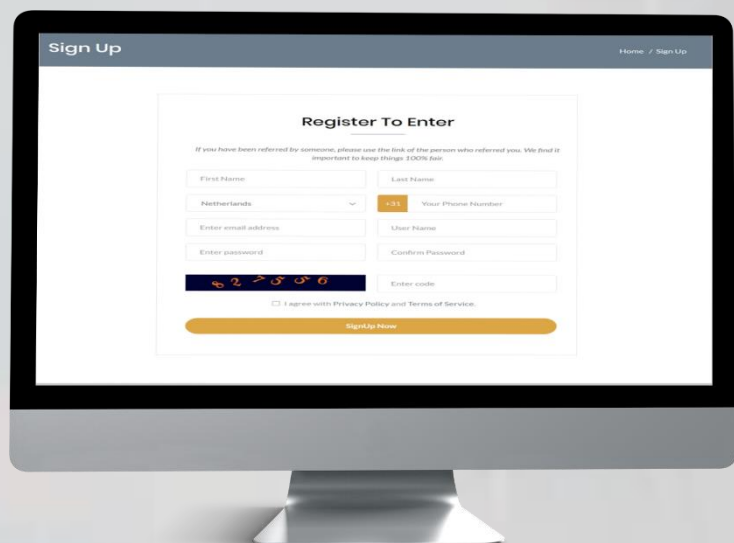 Sign Up
Home / Sign Up
Register To Enter
If you have been referred by someone, please use the link of the person who referred you. We find it
important to keep things 100% fair.
First Name
Last Name
Netherlands
+31
Your Phone Number
Enter email address
User Name
Enter password
Confirm Password
827556
Enter code
I agree with Privacy Policy and Terms of Service.
SignUp Now